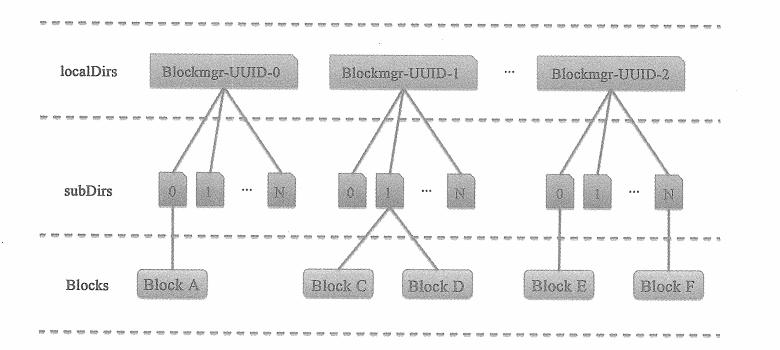 localDirs Blockmgr-UUID-0 Blockmgr-UUID-1 ... Blockmgr-UUID-2
subDirs 0 1 ... N 0 1 ... N 0 1 ... N
Blocks Block A Block C Block D Block E Block F